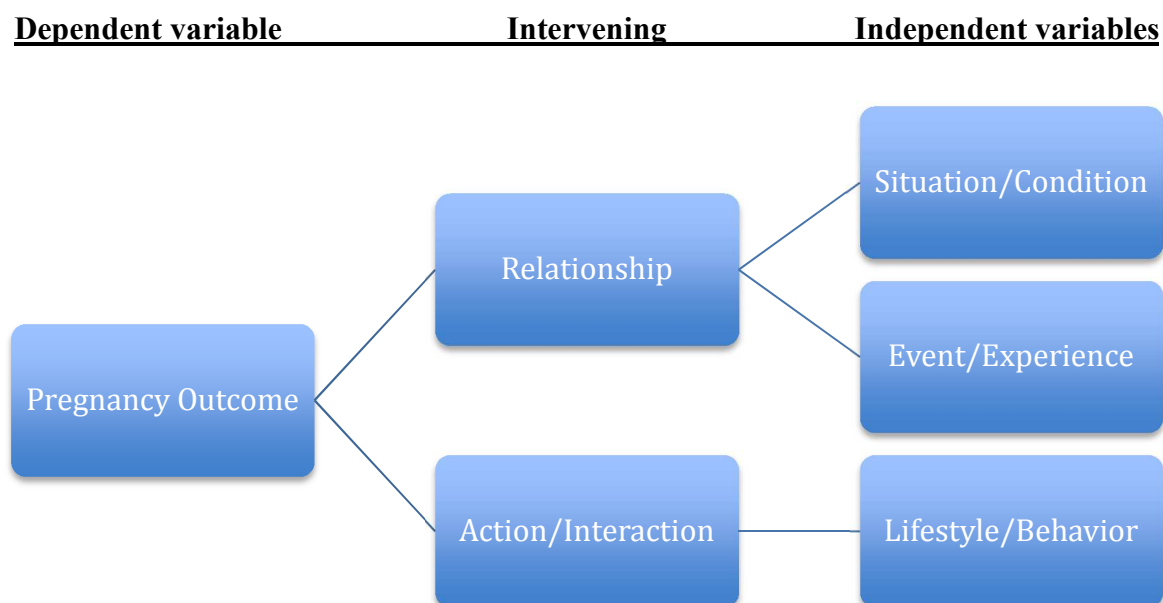 Dependent variable Intervening Independent variables
Situation/Condition
Relationship
Event/Experience
Pregnancy Outcome
Action/Interaction
Lifestyle/Behavior